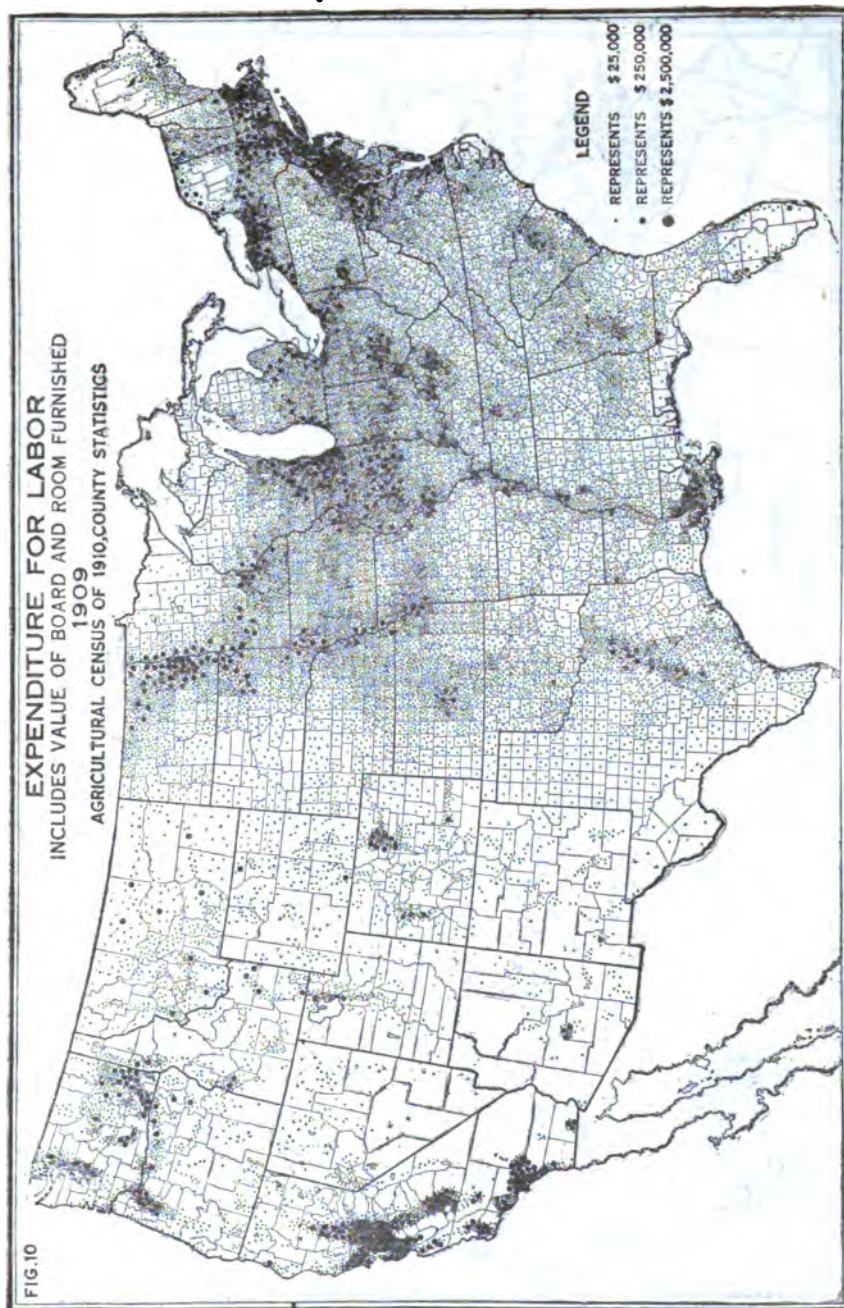 FIG.10
EXPENDITURE FOR LABOR
INCLUDES VALUE OF BOARD AND ROOM FURNISHED
1909
AGRICULTURAL CENSUS OF 1910,COUNTY STATISTICS
LEGEND
· REPRESENTS $25,000
• REPRESENTS $250,000
● REPRESENTS $2,500,000